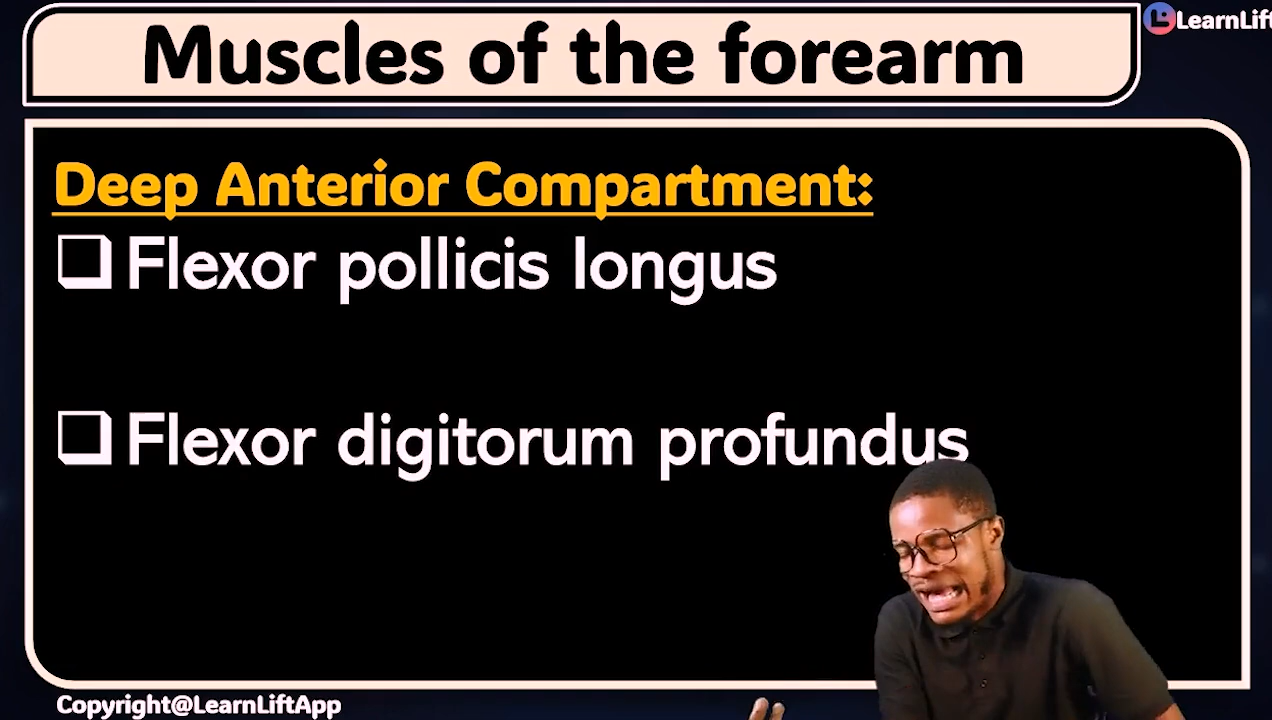 Muscles of the forearm
LearnLift
Deep Anterior Compartment:
Flexor pollicis longus
Flexor digitorum profundus
Copyright@LearnLiftApp